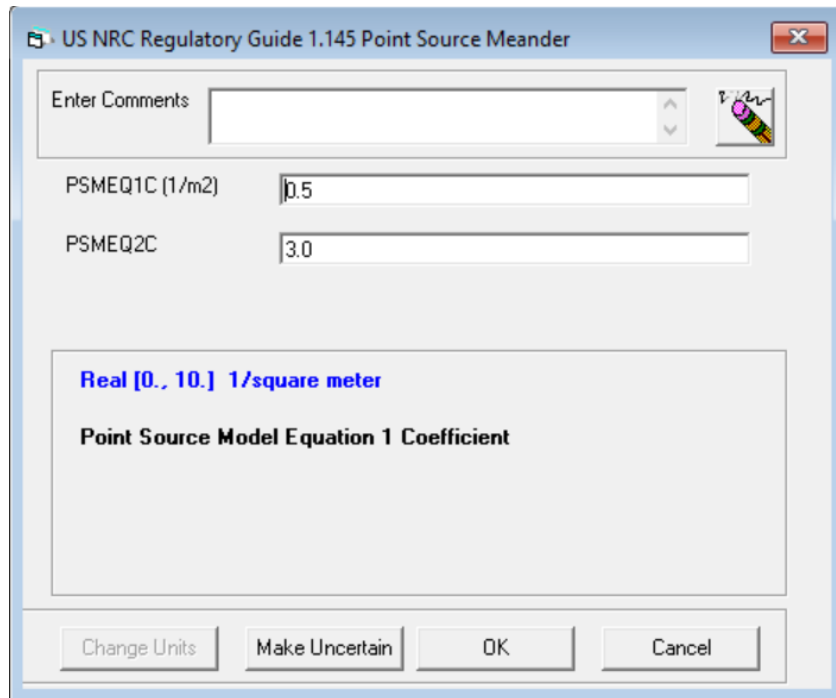 US NRC Regulatory Guide 1.145 Point Source Meander
Enter Comments
PSMEQ1C (1/m2) 0.5
PSMEQ2C 3.0
Real [0., 10.] 1/square meter
Point Source Model Equation 1 Coefficient
Change Units Make Uncertain OK Cancel